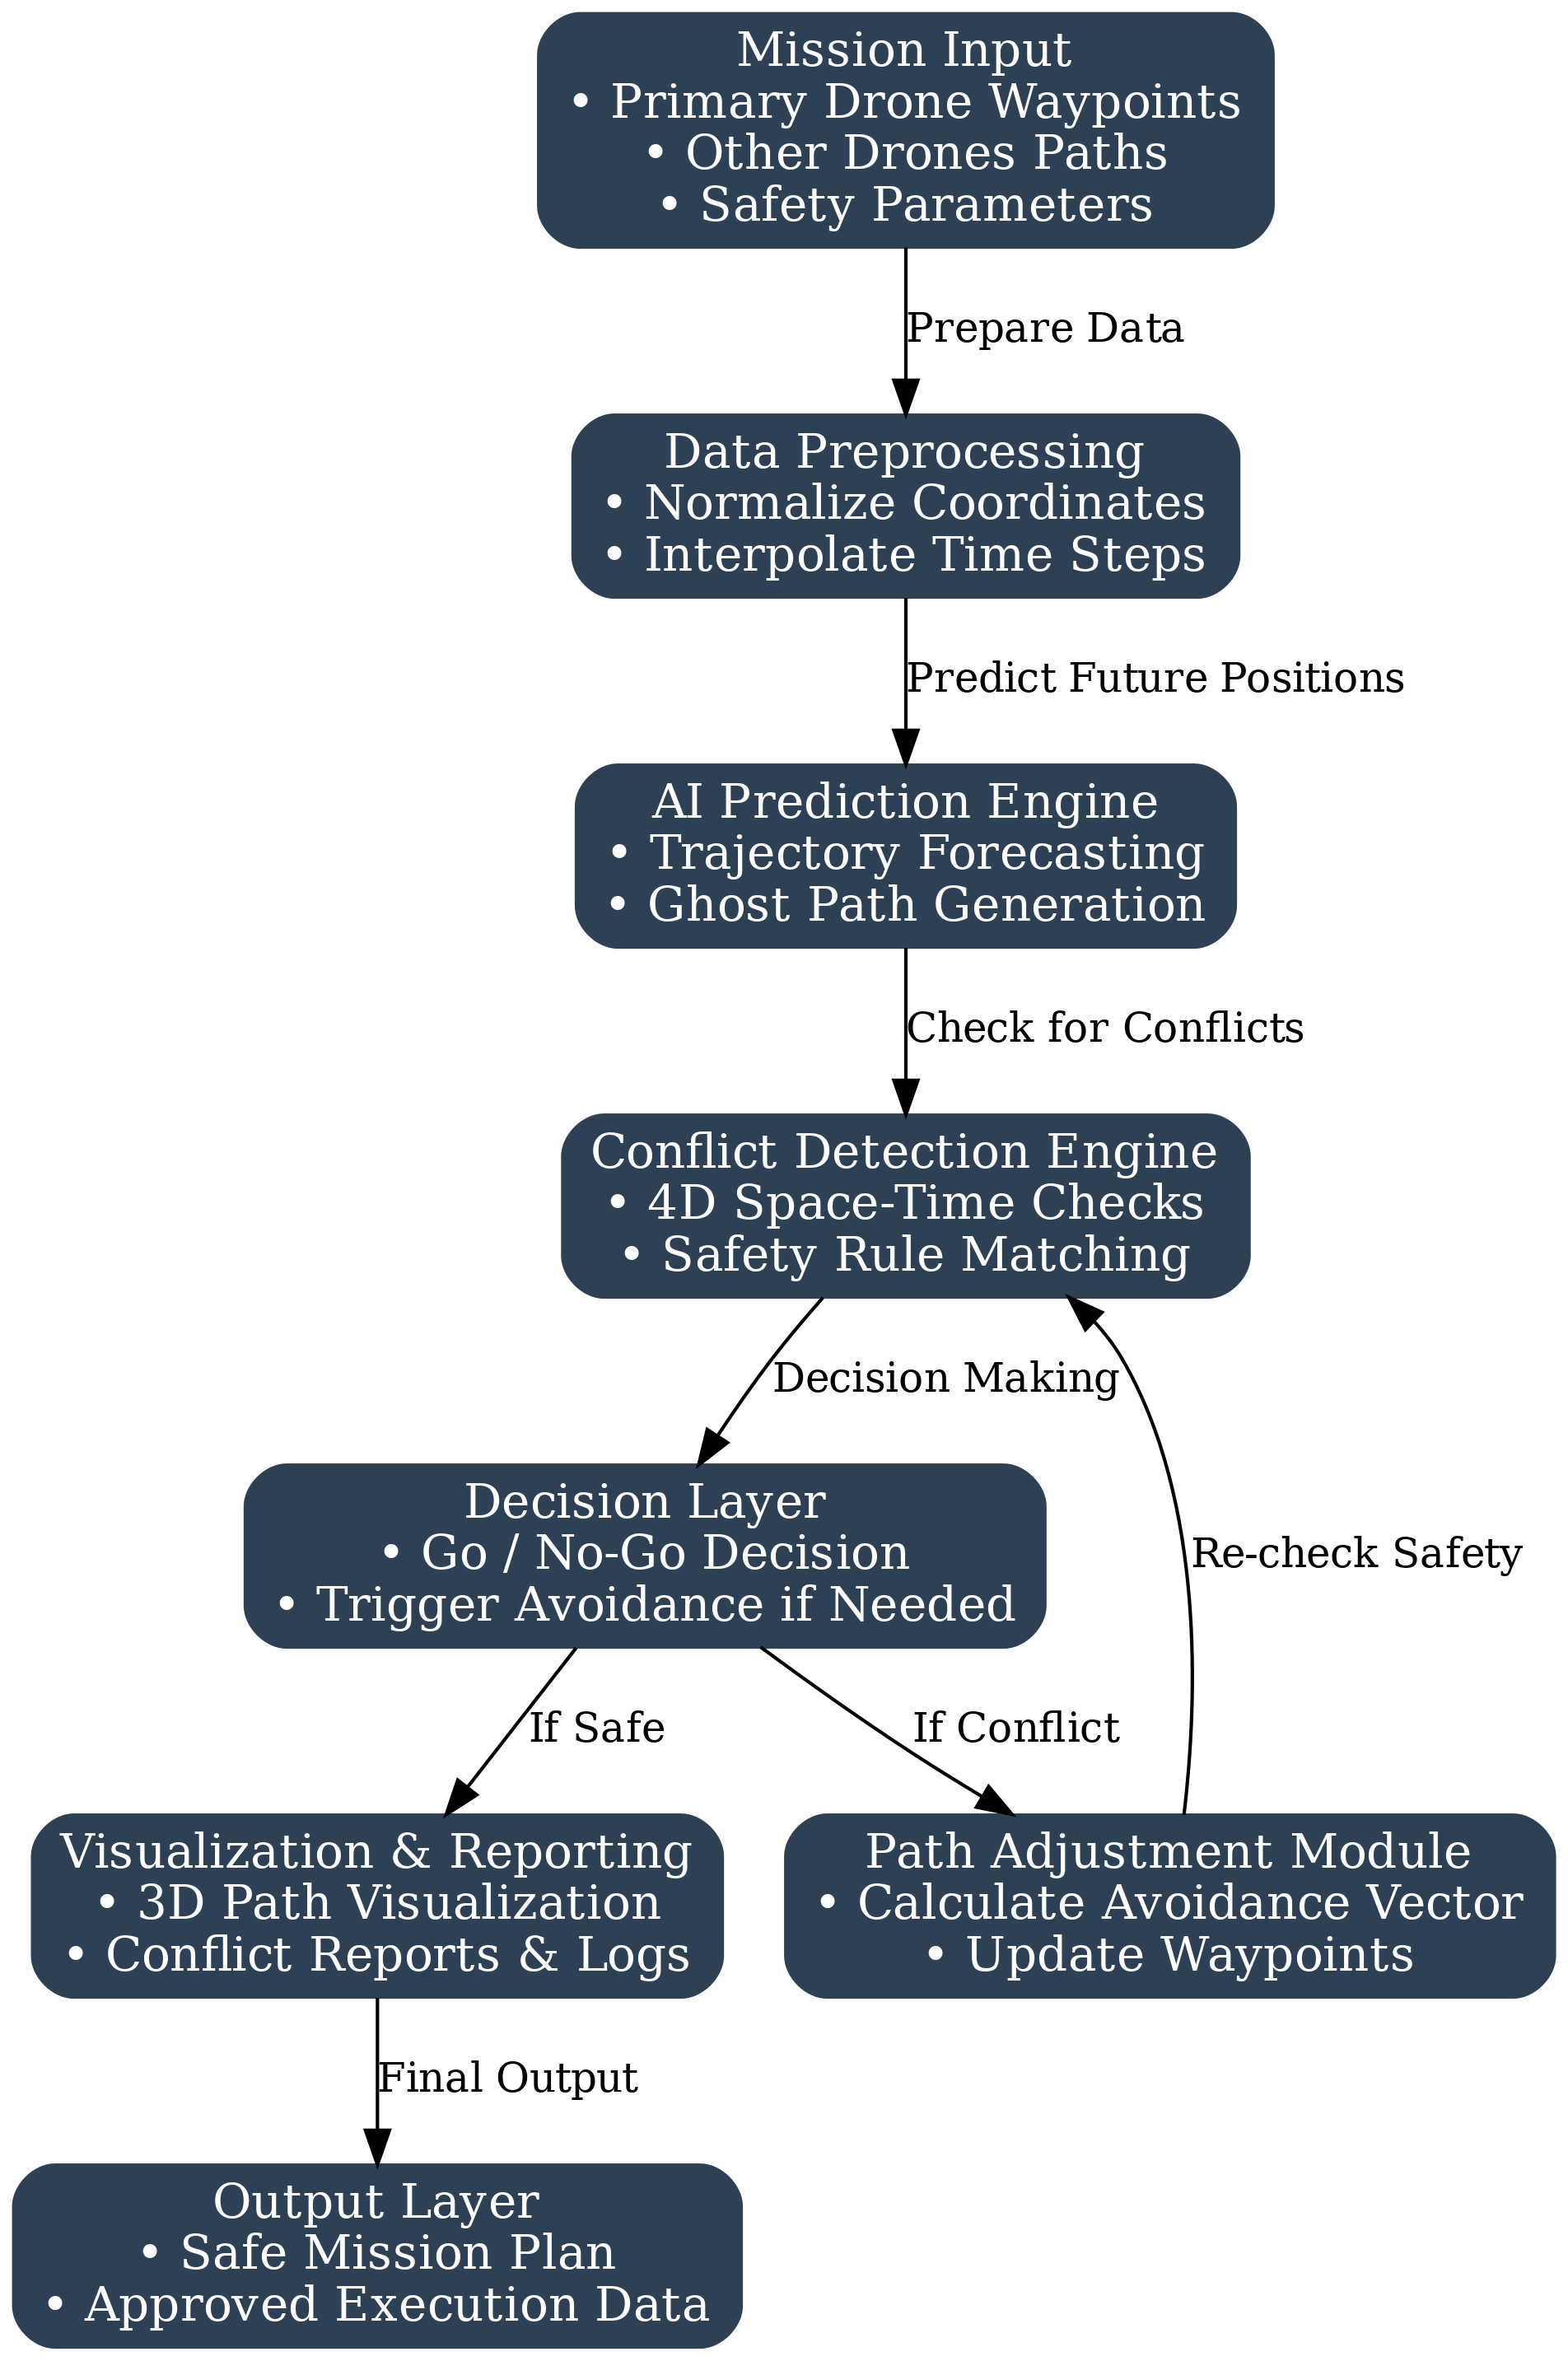 Mission Input
• Primary Drone Waypoints
• Other Drones Paths
• Safety Parameters
Prepare Data
Data Preprocessing
• Normalize Coordinates
• Interpolate Time Steps
Predict Future Positions
AI Prediction Engine
• Trajectory Forecasting
• Ghost Path Generation
Check for Conflicts
Conflict Detection Engine
• 4D Space-Time Checks
• Safety Rule Matching
Decision Making
Decision Layer
• Go / No-Go Decision
• Trigger Avoidance if Needed
Re-check Safety
If Safe
If Conflict
Visualization & Reporting
• 3D Path Visualization
• Conflict Reports & Logs
Path Adjustment Module
• Calculate Avoidance Vector
• Update Waypoints
Final Output
Output Layer
• Safe Mission Plan
• Approved Execution Data